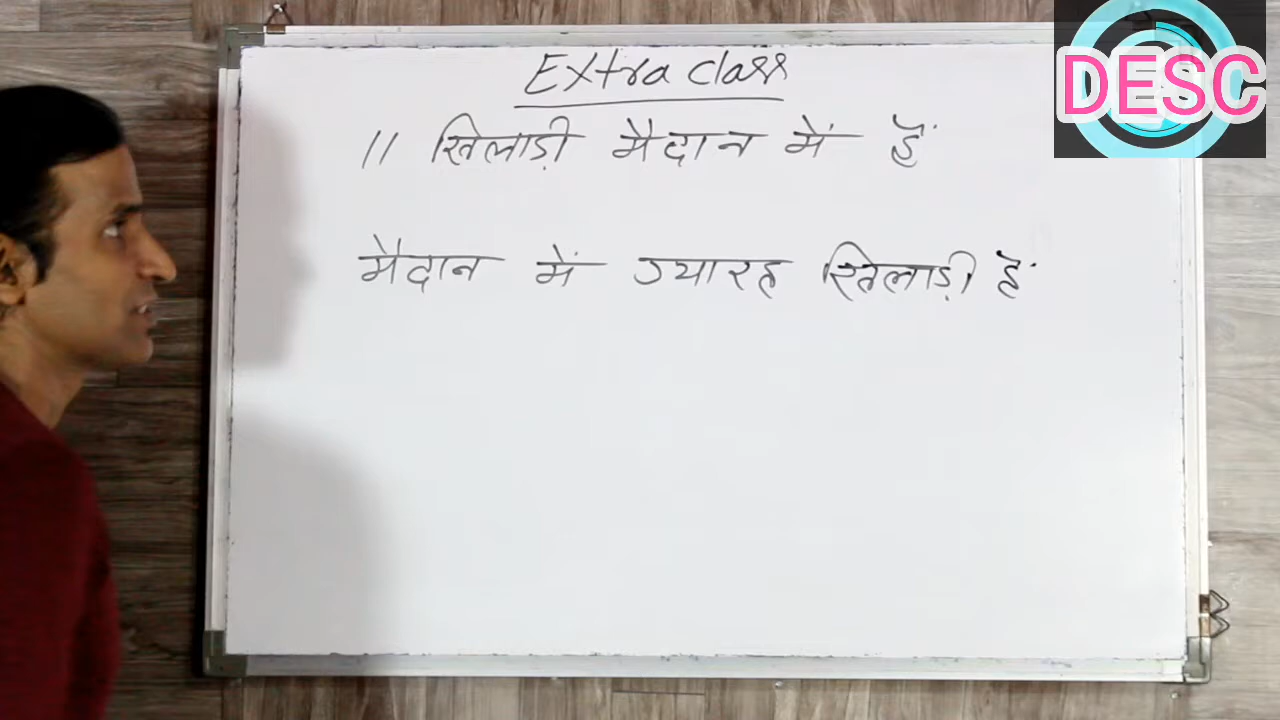 Extra class
DESC
11 खिलाड़ी मैदान में हैं
मैदान में ग्यारह खिलाड़ी हैं